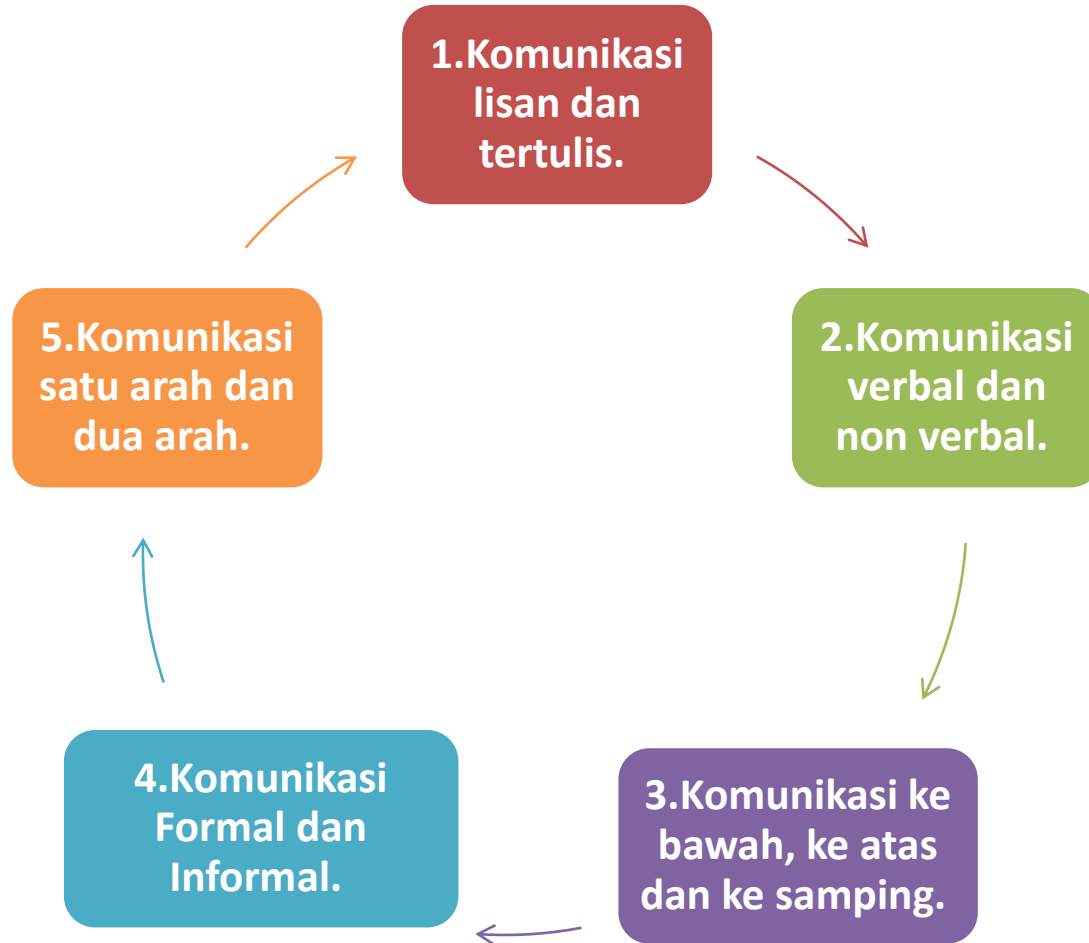 1.Komunikasi
lisan dan
tertulis.
2.Komunikasi
verbal dan
non verbal.
3.Komunikasi ke
bawah, ke atas
dan ke samping.
4.Komunikasi
Formal dan
Informal.
5.Komunikasi
satu arah dan
dua arah.